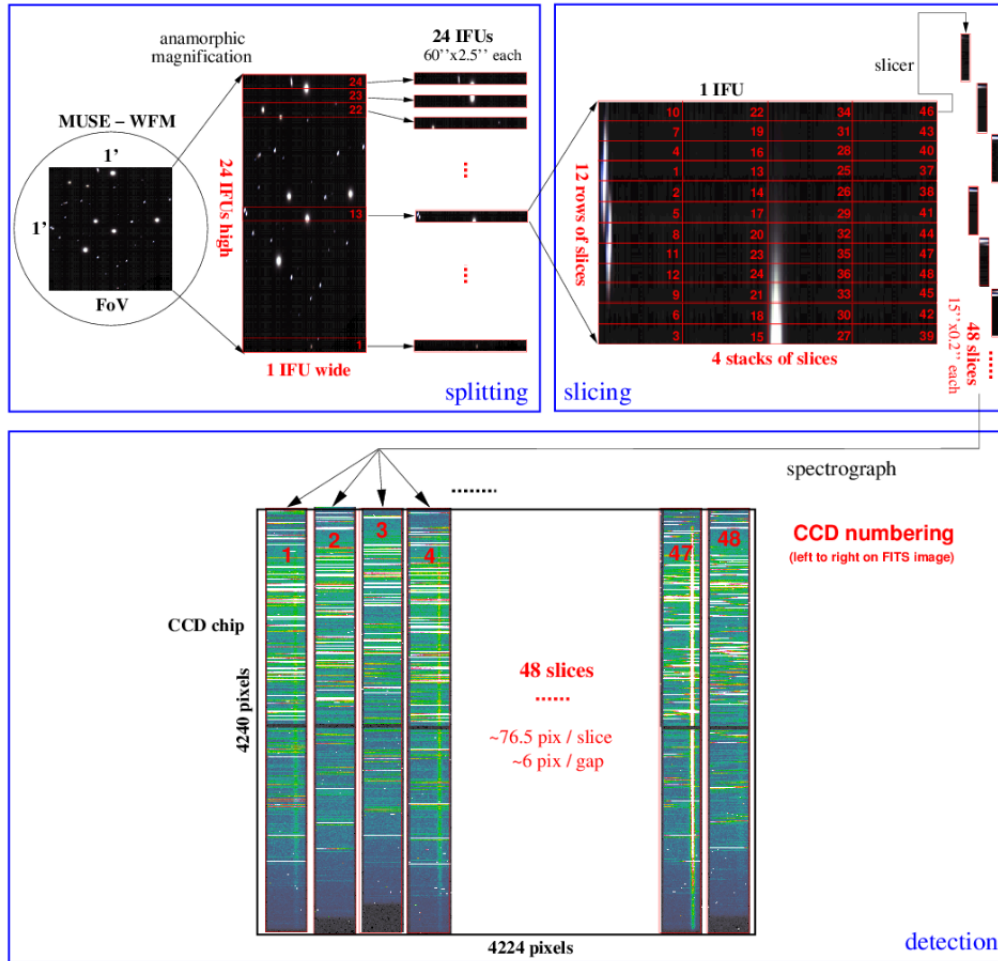 anamorphic
magnification
24 IFUs
60''x2.5'' each
MUSE – WFM
1'
1'
FoV
24 IFUs high
24
23
22
13
1
1 IFU wide
splitting
1 IFU
slicer
12 rows of slices
10 22 34 46
7 19 31 43
4 16 28 40
1 13 25 37
2 14 26 38
5 17 29 41
8 20 32 44
11 23 35 47
12 24 36 48
9 21 33 45
6 18 30 42
3 15 27 39
4 stacks of slices
48 slices
15''x0.2'' each
slicing
spectrograph
1 2 3 4 47 48
CCD numbering
(left to right on FITS image)
CCD chip
4240 pixels
48 slices
~76.5 pix / slice
~6 pix / gap
4224 pixels
detection